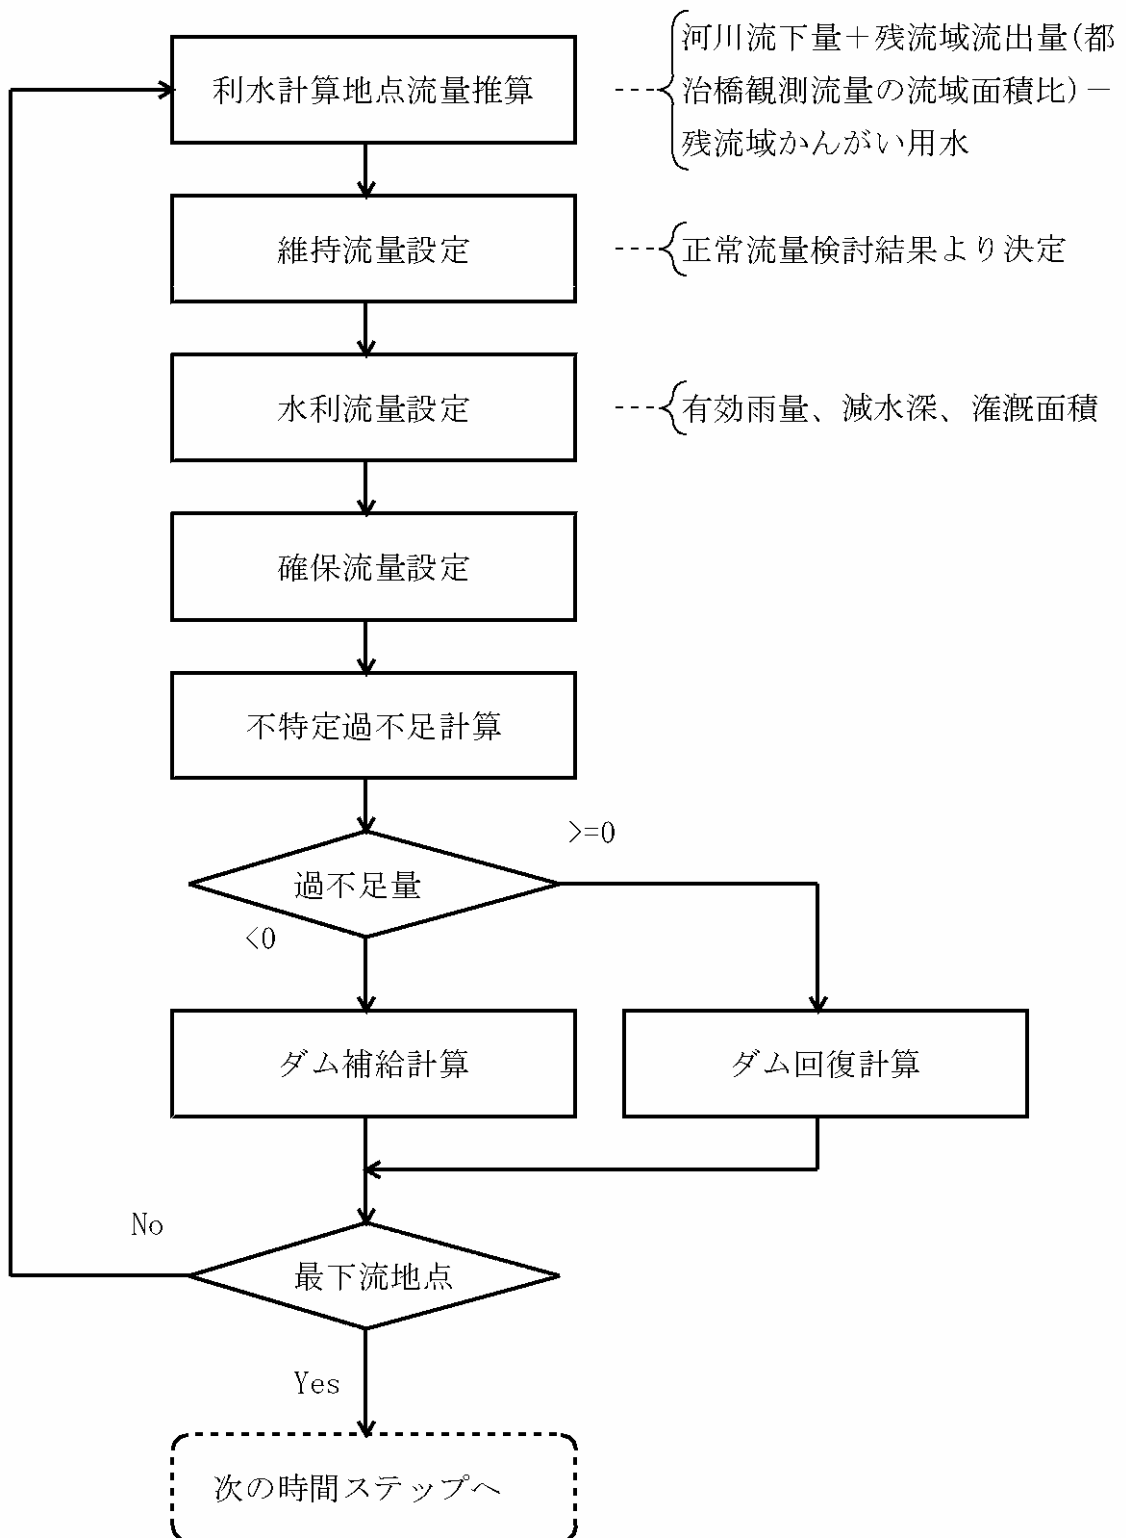 利水計算地点流量推算
河川流下量＋残流域流出量(都
治橋観測流量の流域面積比)－
残流域かんがい用水
維持流量設定
正常流量検討結果より決定
水利流量設定
有効雨量、減水深、潅漑面積
確保流量設定
不特定過不足計算
>=0
過不足量
<0
ダム補給計算
ダム回復計算
No
最下流地点
Yes
次の時間ステップへ